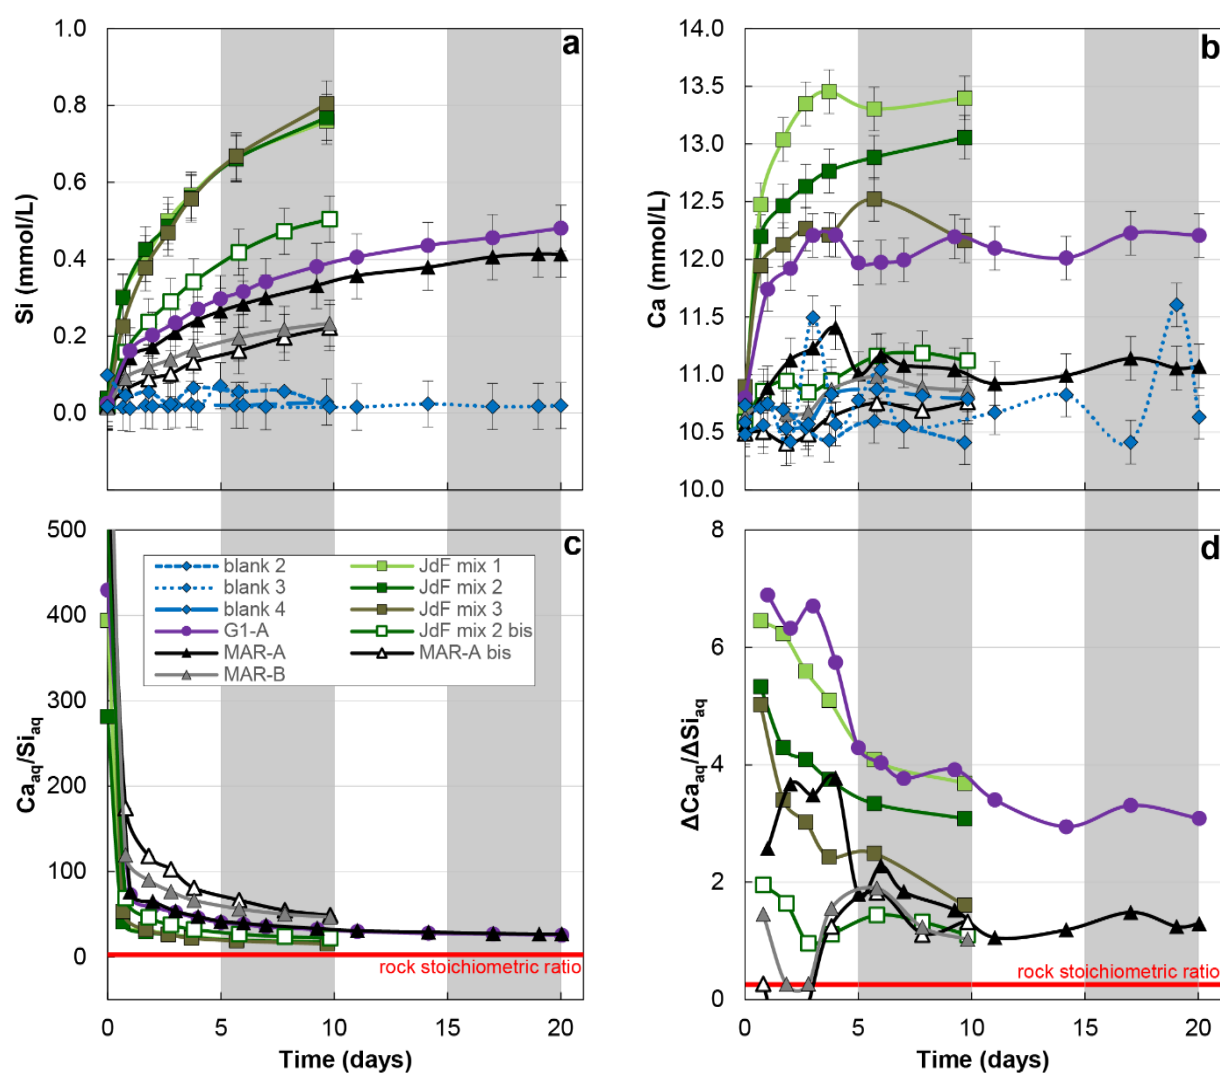 a
1.0
0.8
0.6
0.4
0.2
0.0
Si (mmol/L)
b
14.0
13.5
13.0
12.5
12.0
11.5
11.0
10.5
10.0
Ca (mmol/L)
c
500
400
300
200
100
0
Ca_aq/Si_aq
blank 2
JdF mix 1
blank 3
JdF mix 2
blank 4
JdF mix 3
G1-A
JdF mix 2 bis
MAR-A
MAR-A bis
MAR-B
rock stoichiometric ratio
0 5 10 15 20
Time (days)
d
8
6
4
2
0
ΔCa_aq/ΔSi_aq
rock stoichiometric ratio
0 5 10 15 20
Time (days)